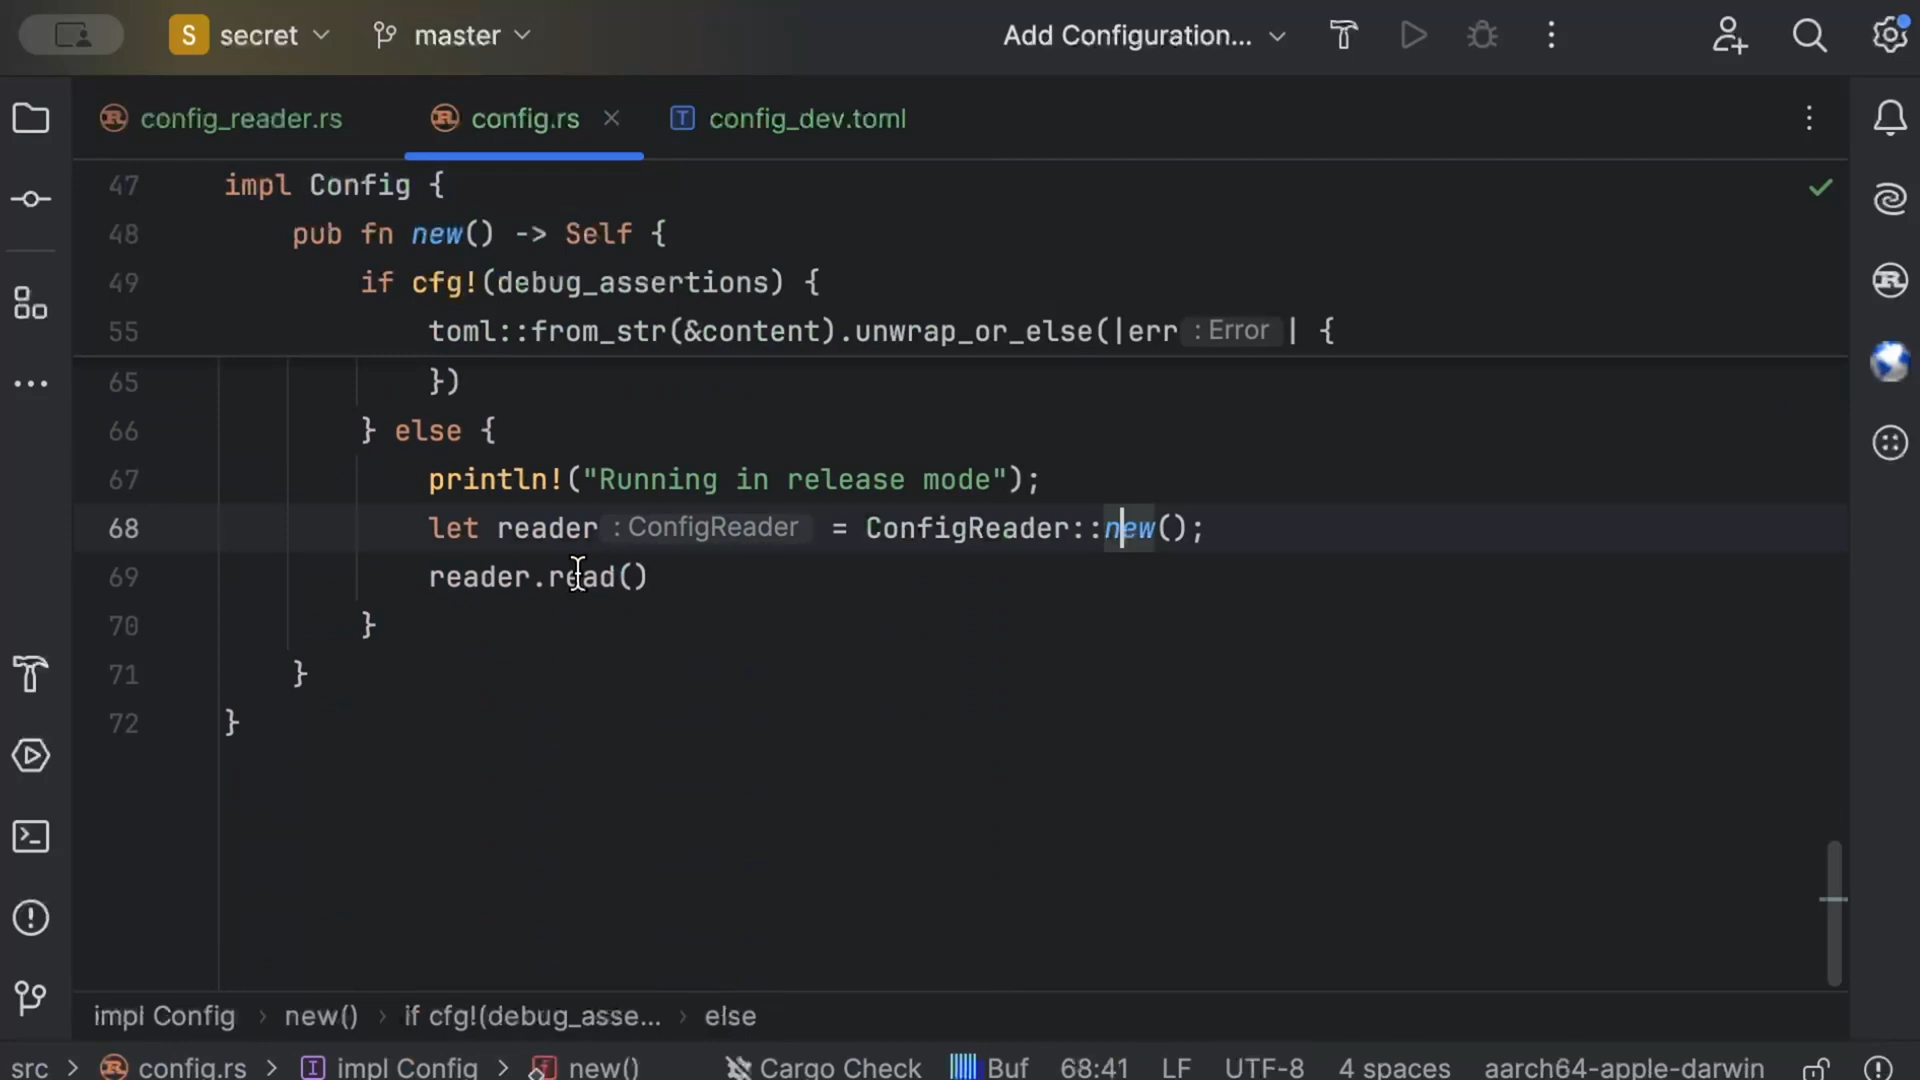 S secret master Add Configuration...
config_reader.rs config.rs config_dev.toml
47 impl Config {
48 pub fn new() -> Self {
49 if cfg!(debug_assertions) {
55 toml::from_str(&content).unwrap_or_else(|err : Error | {
65 })
66 } else {
67 println!("Running in release mode");
68 let reader : ConfigReader = ConfigReader::new();
69 reader.read()
70 }
71 }
72 }
impl Config > new() > if cfg!(debug_asse... > else
src > config.rs > impl Config > new() Cargo Check Buf 68:41 LF UTF-8 4 spaces aarch64-apple-darwin